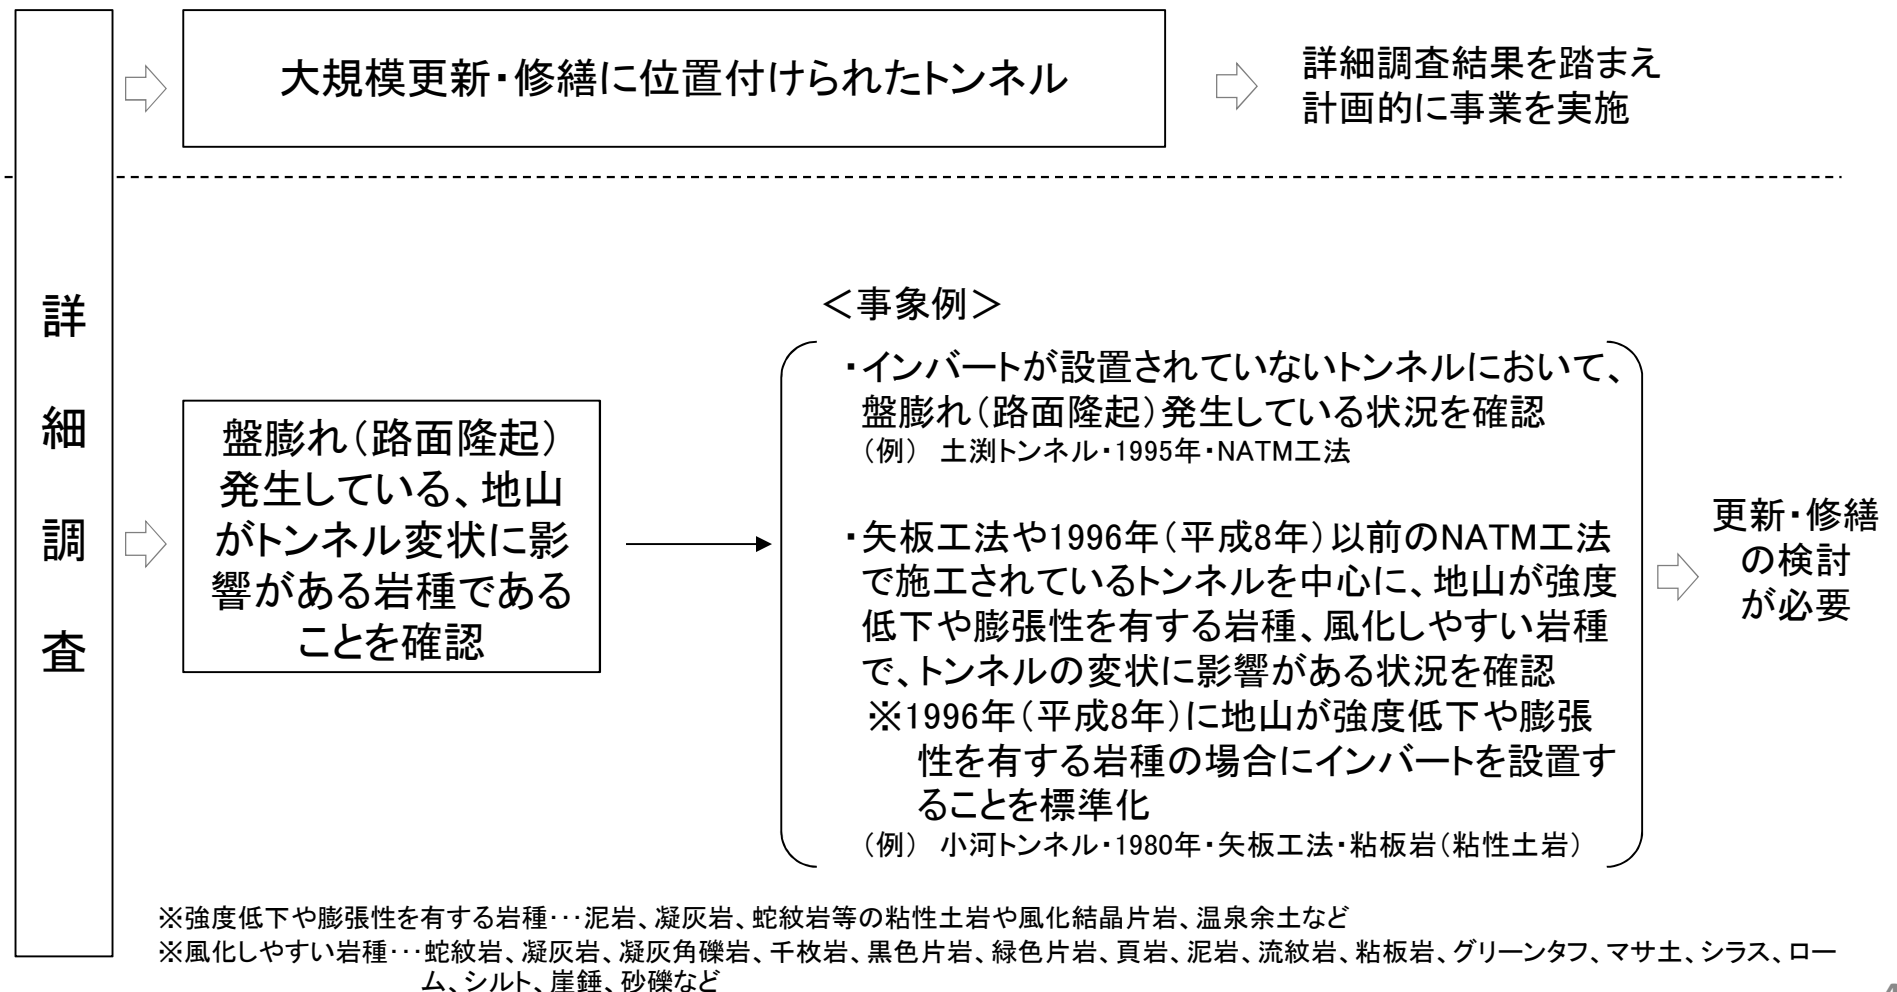 詳細調査
大規模更新・修繕に位置付けられたトンネル
詳細調査結果を踏まえ
計画的に事業を実施
盤膨れ（路面隆起）
発生している、地山
がトンネル変状に影
響がある岩種である
ことを確認
＜事象例＞
・インバートが設置されていないトンネルにおいて、
盤膨れ（路面隆起）発生している状況を確認
（例） 土渕トンネル・1995年・NATM工法
・矢板工法や1996年（平成8年）以前のNATM工法
で施工されているトンネルを中心に、地山が強度
低下や膨張性を有する岩種、風化しやすい岩種
で、トンネルの変状に影響がある状況を確認
※1996年（平成8年）に地山が強度低下や膨張
性を有する岩種の場合にインバートを設置す
ることを標準化
（例） 小河トンネル・1980年・矢板工法・粘板岩（粘性土岩）
更新・修繕
の検討
が必要
※強度低下や膨張性を有する岩種･･･泥岩、凝灰岩、蛇紋岩等の粘性土岩や風化結晶片岩、温泉余土など
※風化しやすい岩種･･･蛇紋岩、凝灰岩、凝灰角礫岩、千枚岩、黒色片岩、緑色片岩、頁岩、泥岩、流紋岩、粘板岩、グリーンタフ、マサ土、シラス、ロー
ム、シルト、崖錘、砂礫など